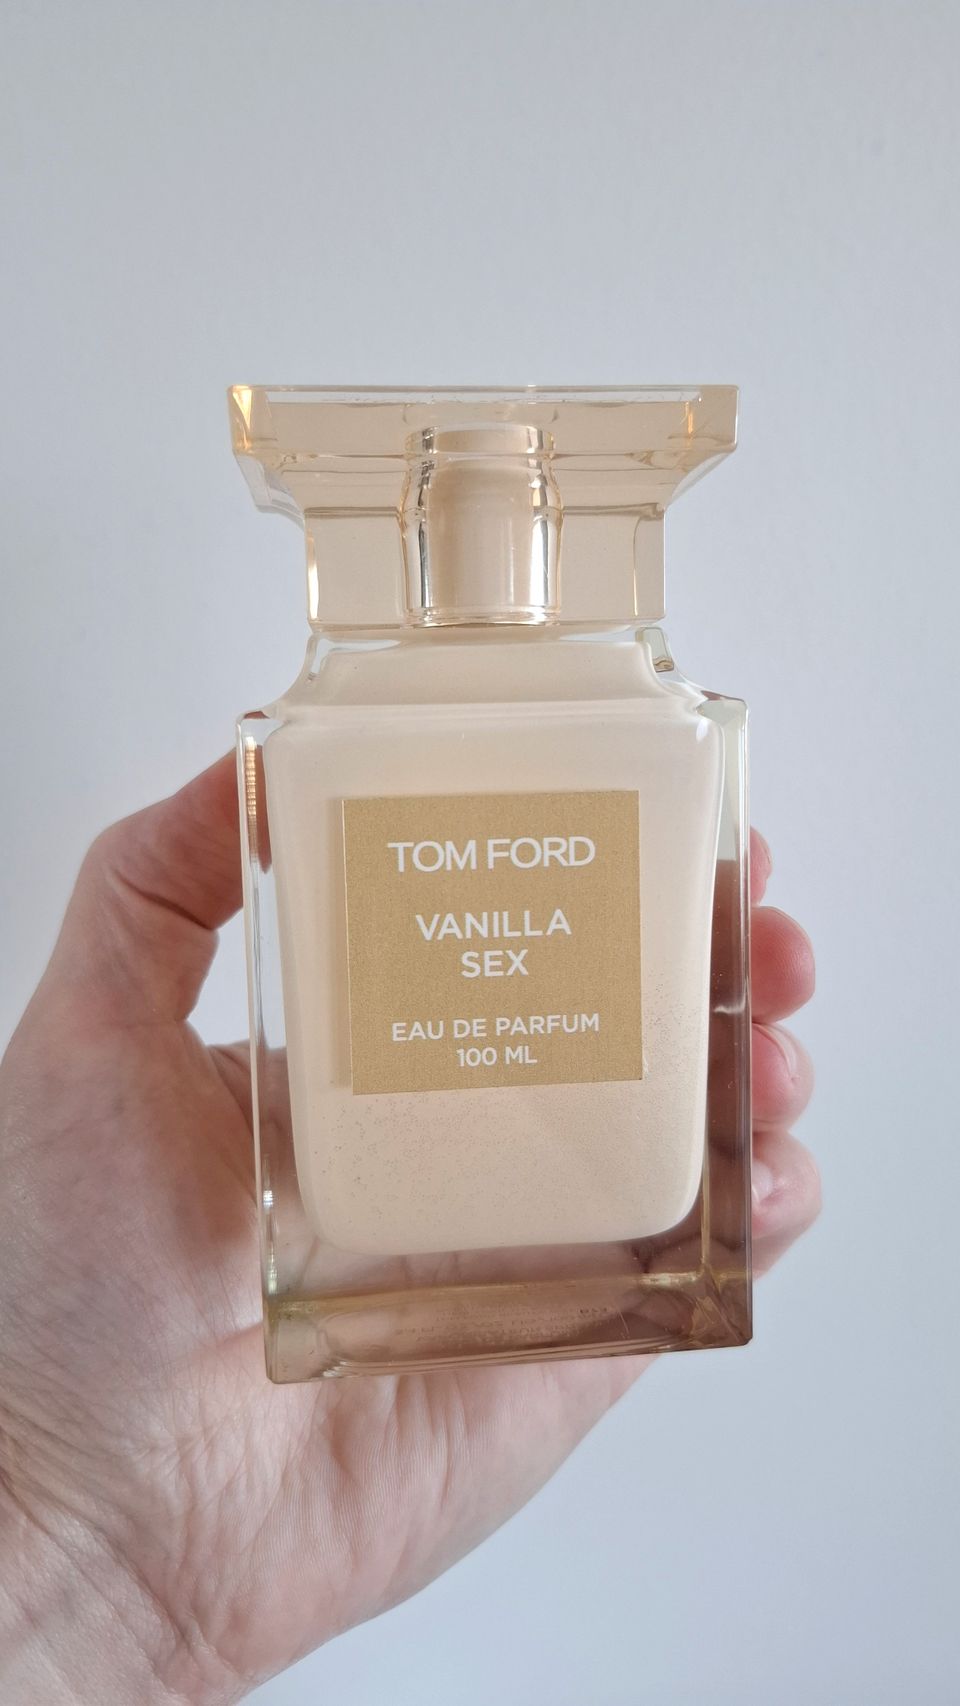 TOM FORD
VANILLA
SEX
EAU DE PARFUM
100 ML